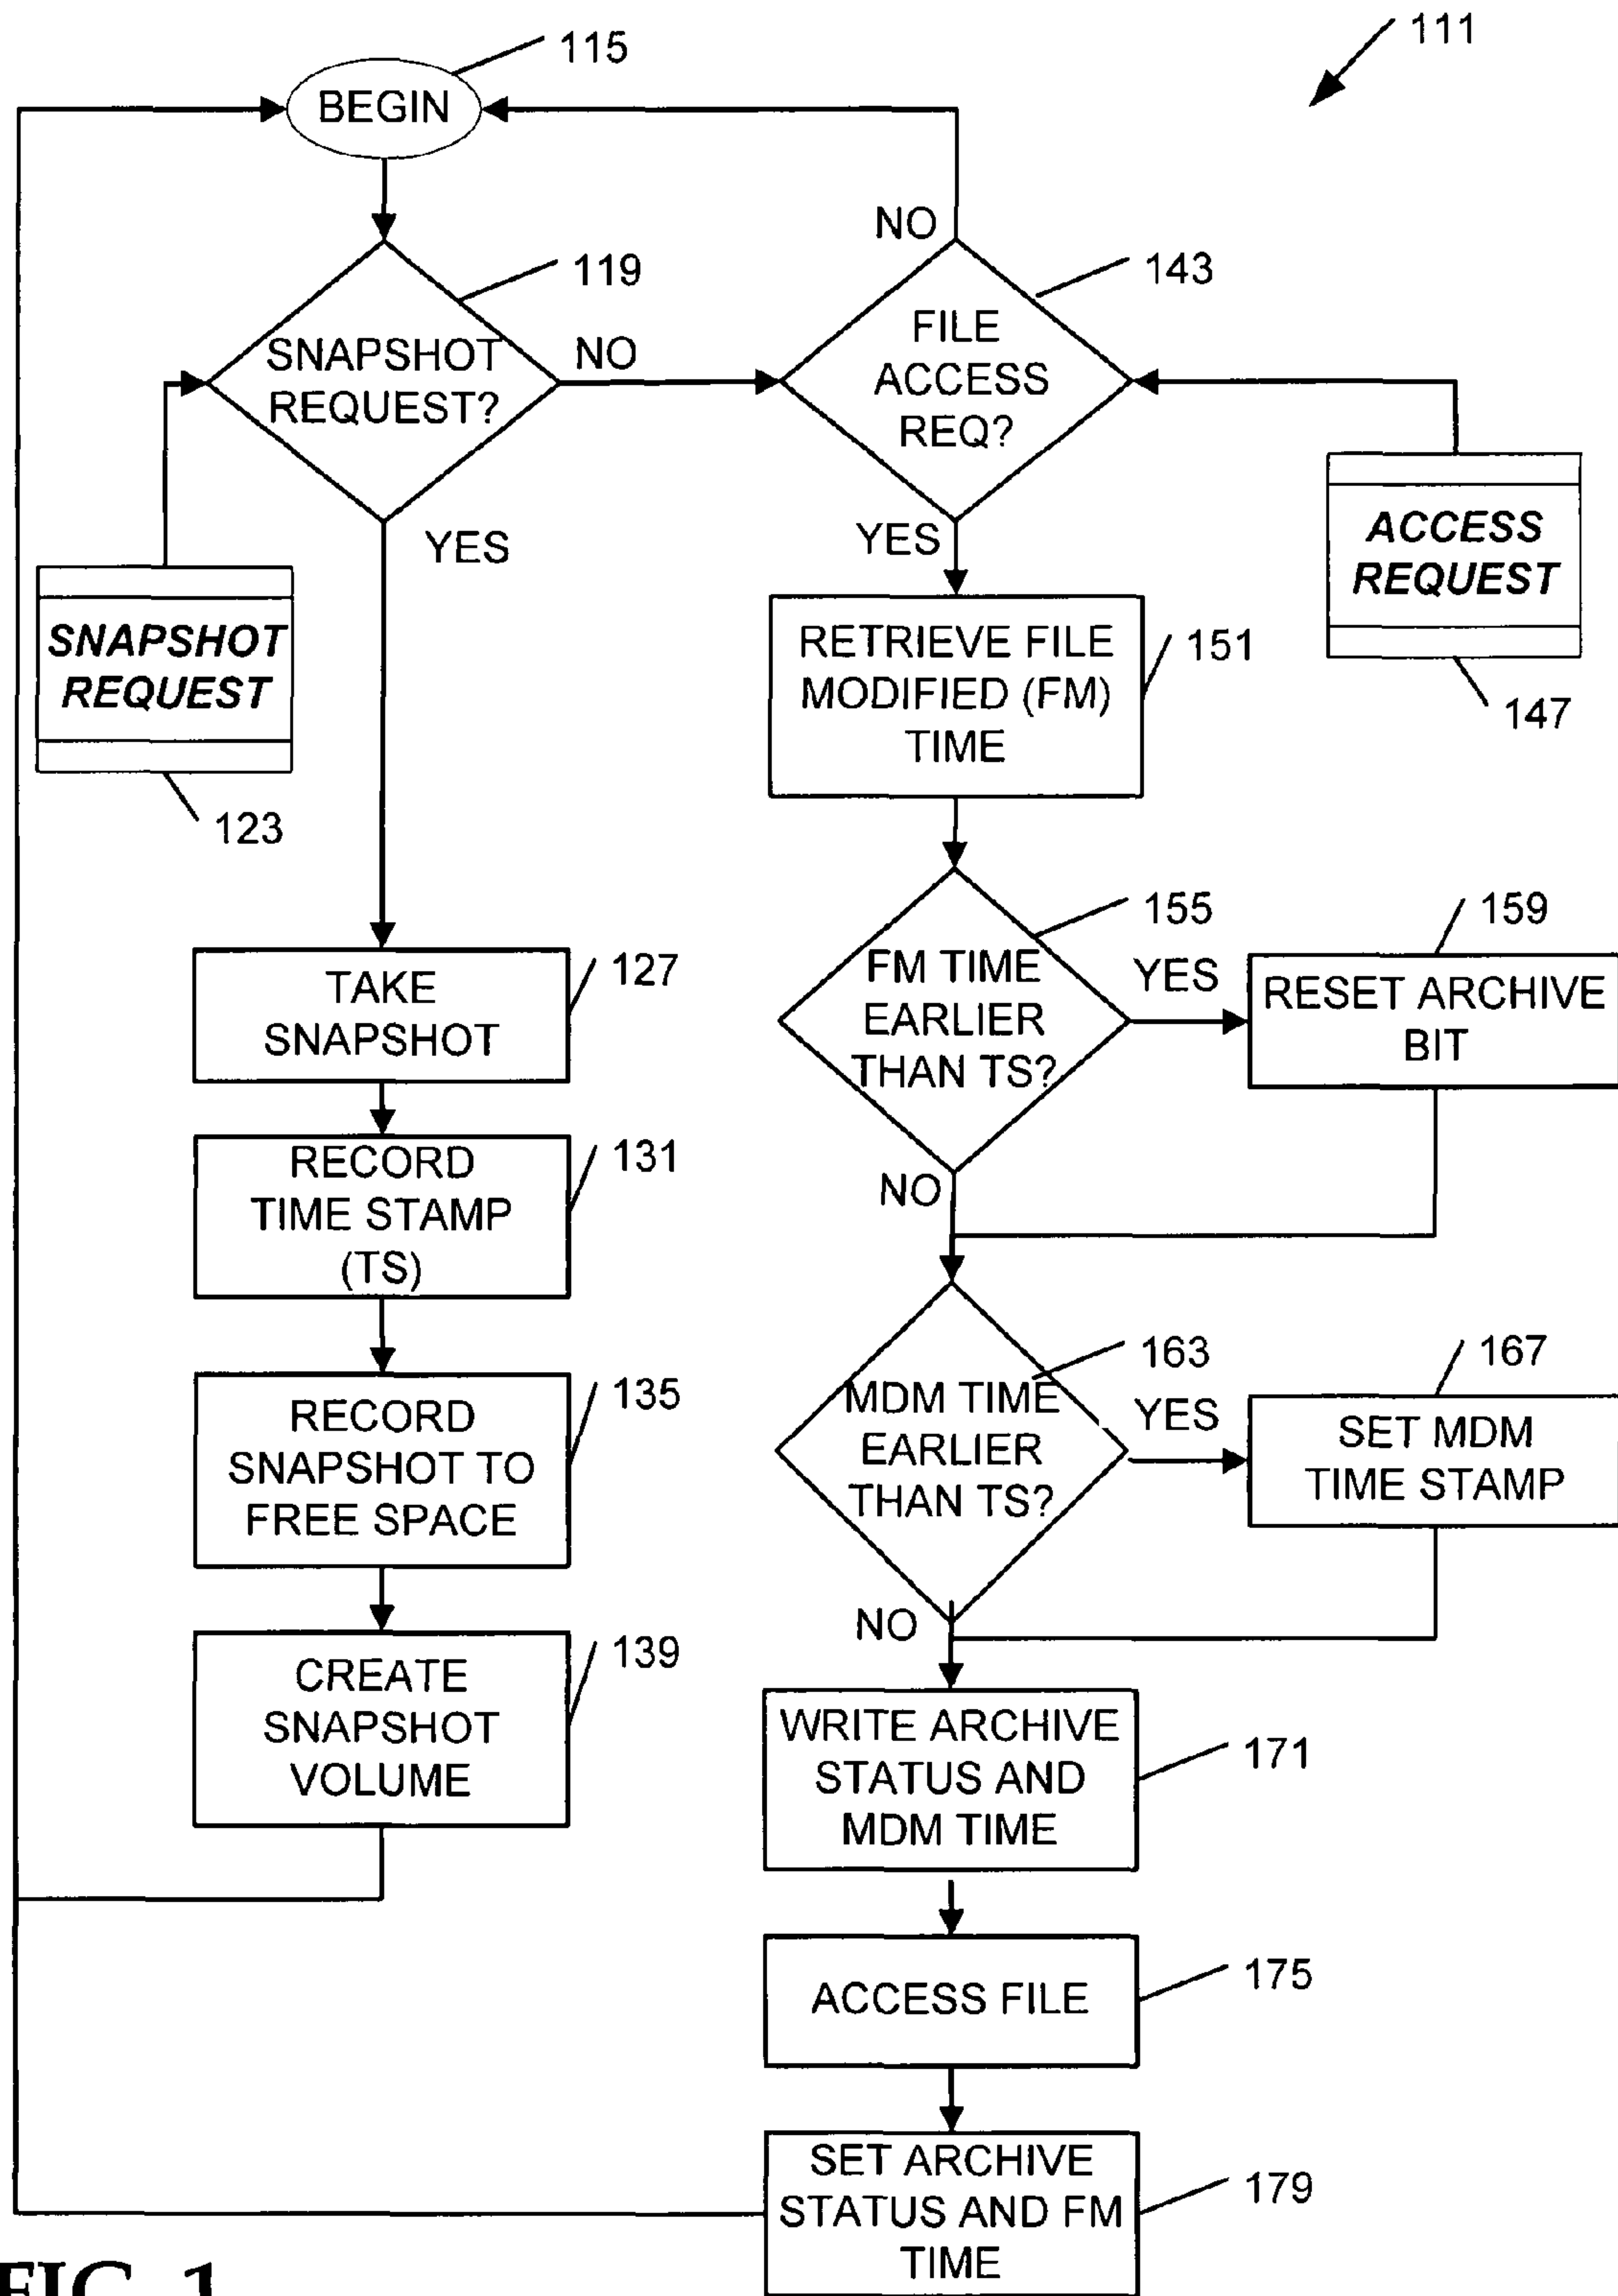 111
115
BEGIN
119
SNAPSHOT
REQUEST?
NO
YES
SNAPSHOT
REQUEST
123
NO
143
FILE
ACCESS
REQ?
YES
ACCESS
REQUEST
147
RETRIEVE FILE
MODIFIED (FM)
TIME
151
TAKE
SNAPSHOT
127
RECORD
TIME STAMP
(TS)
131
RECORD
SNAPSHOT TO
FREE SPACE
135
CREATE
SNAPSHOT
VOLUME
139
155
FM TIME
EARLIER
THAN TS?
YES
159
RESET ARCHIVE
BIT
NO
163
MDM TIME
EARLIER
THAN TS?
YES
167
SET MDM
TIME STAMP
NO
WRITE ARCHIVE
STATUS AND
MDM TIME
171
ACCESS FILE
175
SET ARCHIVE
STATUS AND FM
TIME
179
FIG. 1